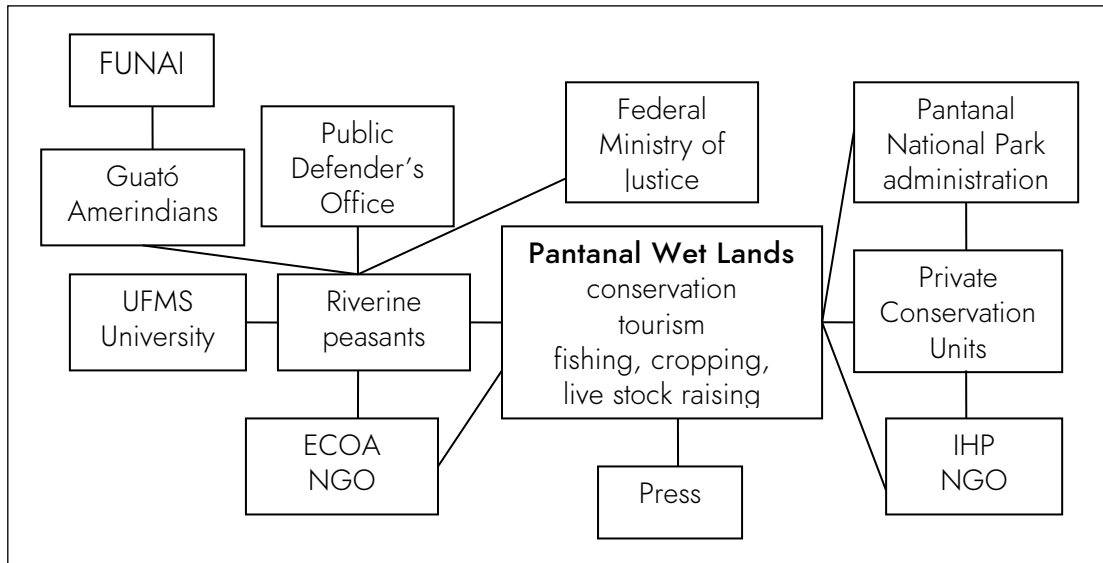 FUNAI
Guató
Amerindians
Public
Defender's
Office
Federal
Ministry of
Justice
Pantanal
National Park
administration
UFMS
University
Riverine
peasants
Pantanal Wet Lands
conservation
tourism
fishing, cropping,
live stock raising
Private
Conservation
Units
ECOA
NGO
Press
IHP
NGO